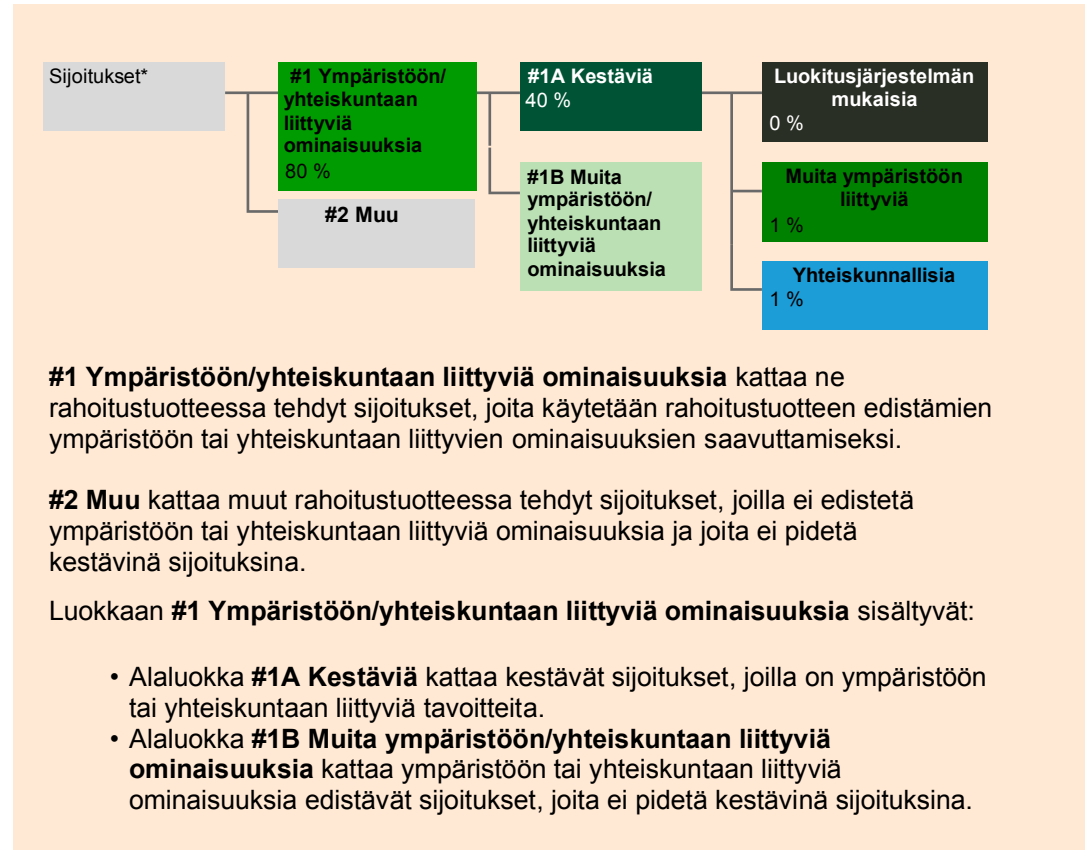 Sijoitukset*
#1 Ympäristöön/
yhteiskuntaan
liittyviä
ominaisuuksia
80 %
#2 Muu
#1A Kestäviä
40 %
#1B Muita
ympäristöön/
yhteiskuntaan
liittyviä
ominaisuuksia
Luokitusjärjestelmän
mukaisia
0 %
Muita ympäristöön
liittyviä
1 %
Yhteiskunnallisia
1 %
#1 Ympäristöön/yhteiskuntaan liittyviä ominaisuuksia kattaa ne
rahoitustuotteessa tehdyt sijoitukset, joita käytetään rahoitustuotteen edistämien
ympäristöön tai yhteiskuntaan liittyvien ominaisuuksien saavuttamiseksi.
#2 Muu kattaa muut rahoitustuotteessa tehdyt sijoitukset, joilla ei edistetä
ympäristöön tai yhteiskuntaan liittyviä ominaisuuksia ja joita ei pidetä
kestävinä sijoituksina.
Luokkaan #1 Ympäristöön/yhteiskuntaan liittyviä ominaisuuksia sisältyvät:
• Alaluokka #1A Kestäviä kattaa kestävät sijoitukset, joilla on ympäristöön
tai yhteiskuntaan liittyviä tavoitteita.
• Alaluokka #1B Muita ympäristöön/yhteiskuntaan liittyviä
ominaisuuksia kattaa ympäristöön tai yhteiskuntaan liittyviä
ominaisuuksia edistävät sijoitukset, joita ei pidetä kestävinä sijoituksina.